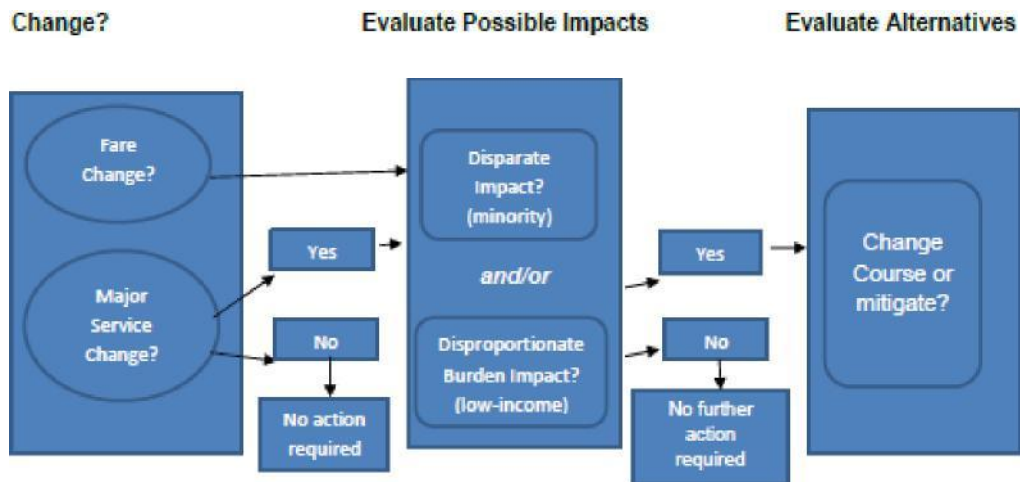 Change?
Evaluate Possible Impacts
Evaluate Alternatives
Fare
Change?
Major
Service
Change?
Yes
No
No action
required
Disparate
Impact?
(minority)
and/or
Disproportionate
Burden Impact?
(low-income)
Yes
No
No further
action
required
Change
Course or
mitigate?